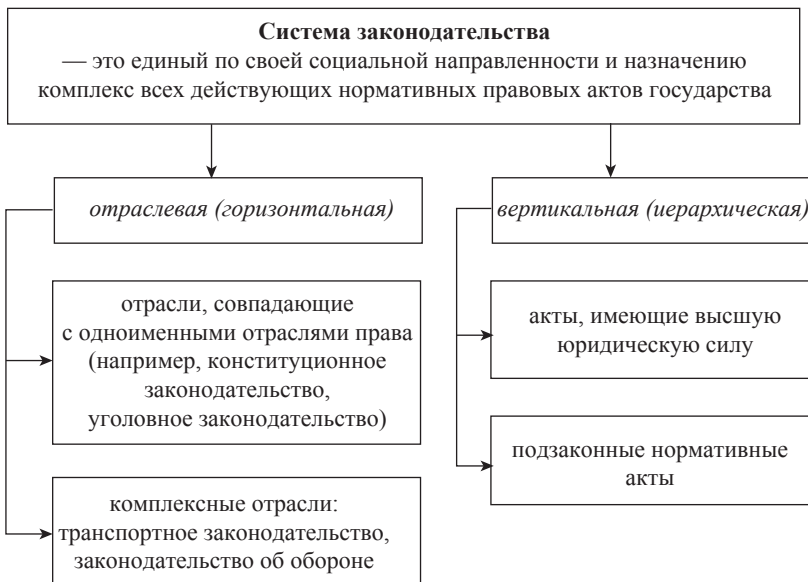 Система законодательства
— это единый по своей социальной направленности и назначению
комплекс всех действующих нормативных правовых актов государства
отраслевая (горизонтальная)
отрасли, совпадающие
с одноименными отраслями права
(например, конституционное
законодательство,
уголовное законодательство)
комплексные отрасли:
транспортное законодательство,
законодательство об обороне
вертикальная (иерархическая)
акты, имеющие высшую
юридическую силу
подзаконные нормативные
акты